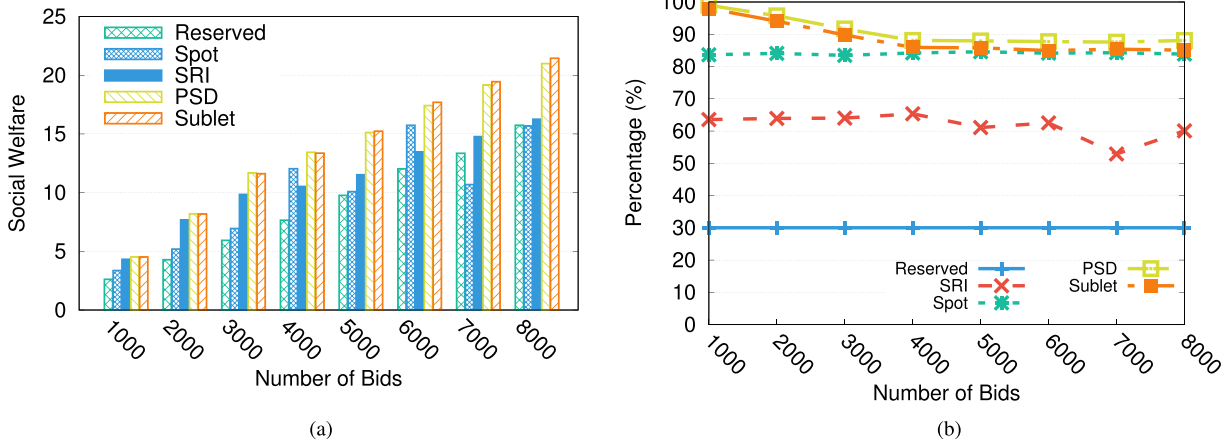 25
20
15
10
5
0
Social Welfare
Reserved
Spot
SRI
PSD
Sublet
1000
2000
3000
4000
5000
6000
7000
8000
Number of Bids
(a)
100
90
80
70
60
50
40
30
20
10
0
Percentage (%)
Reserved
SRI
Spot
PSD
Sublet
1000
2000
3000
4000
5000
6000
7000
8000
Number of Bids
(b)